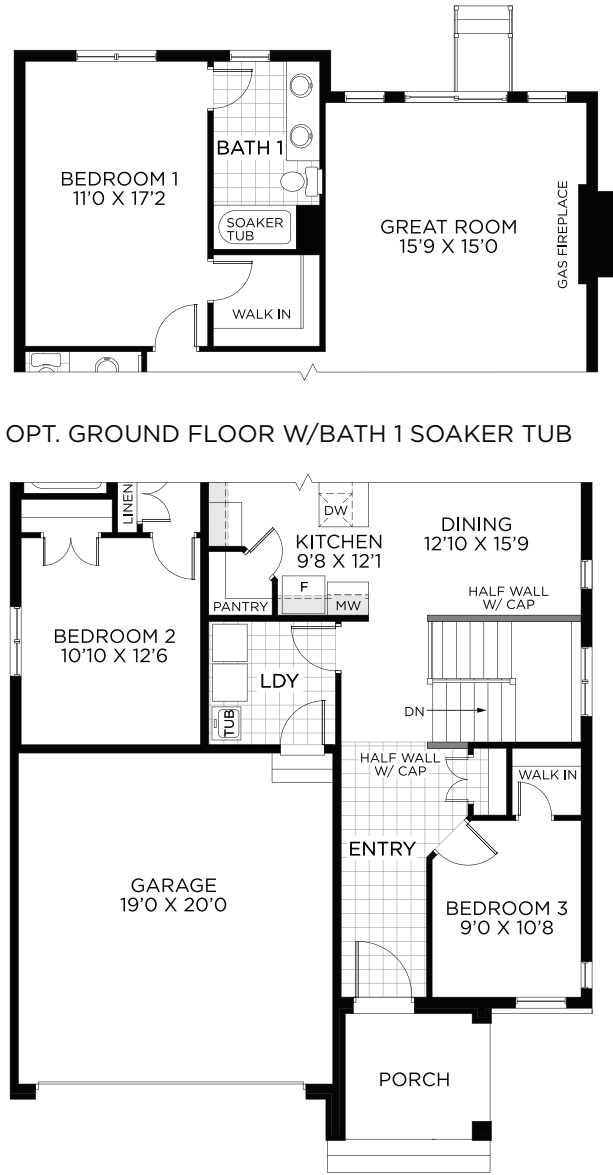 BATH 1
BEDROOM 1
11'0 X 17'2
SOAKER
TUB
GREAT ROOM
15'9 X 15'0
GAS FIREPLACE
WALK IN
OPT. GROUND FLOOR W/BATH 1 SOAKER TUB
LINEN
DW
KITCHEN
9'8 X 12'1
DINING
12'10 X 15'9
F
MW
PANTRY
HALF WALL
W/ CAP
BEDROOM 2
10'10 X 12'6
LDY
TUB
DN
HALF WALL
W/ CAP
WALK IN
ENTRY
GARAGE
19'0 X 20'0
BEDROOM 3
9'0 X 10'8
PORCH